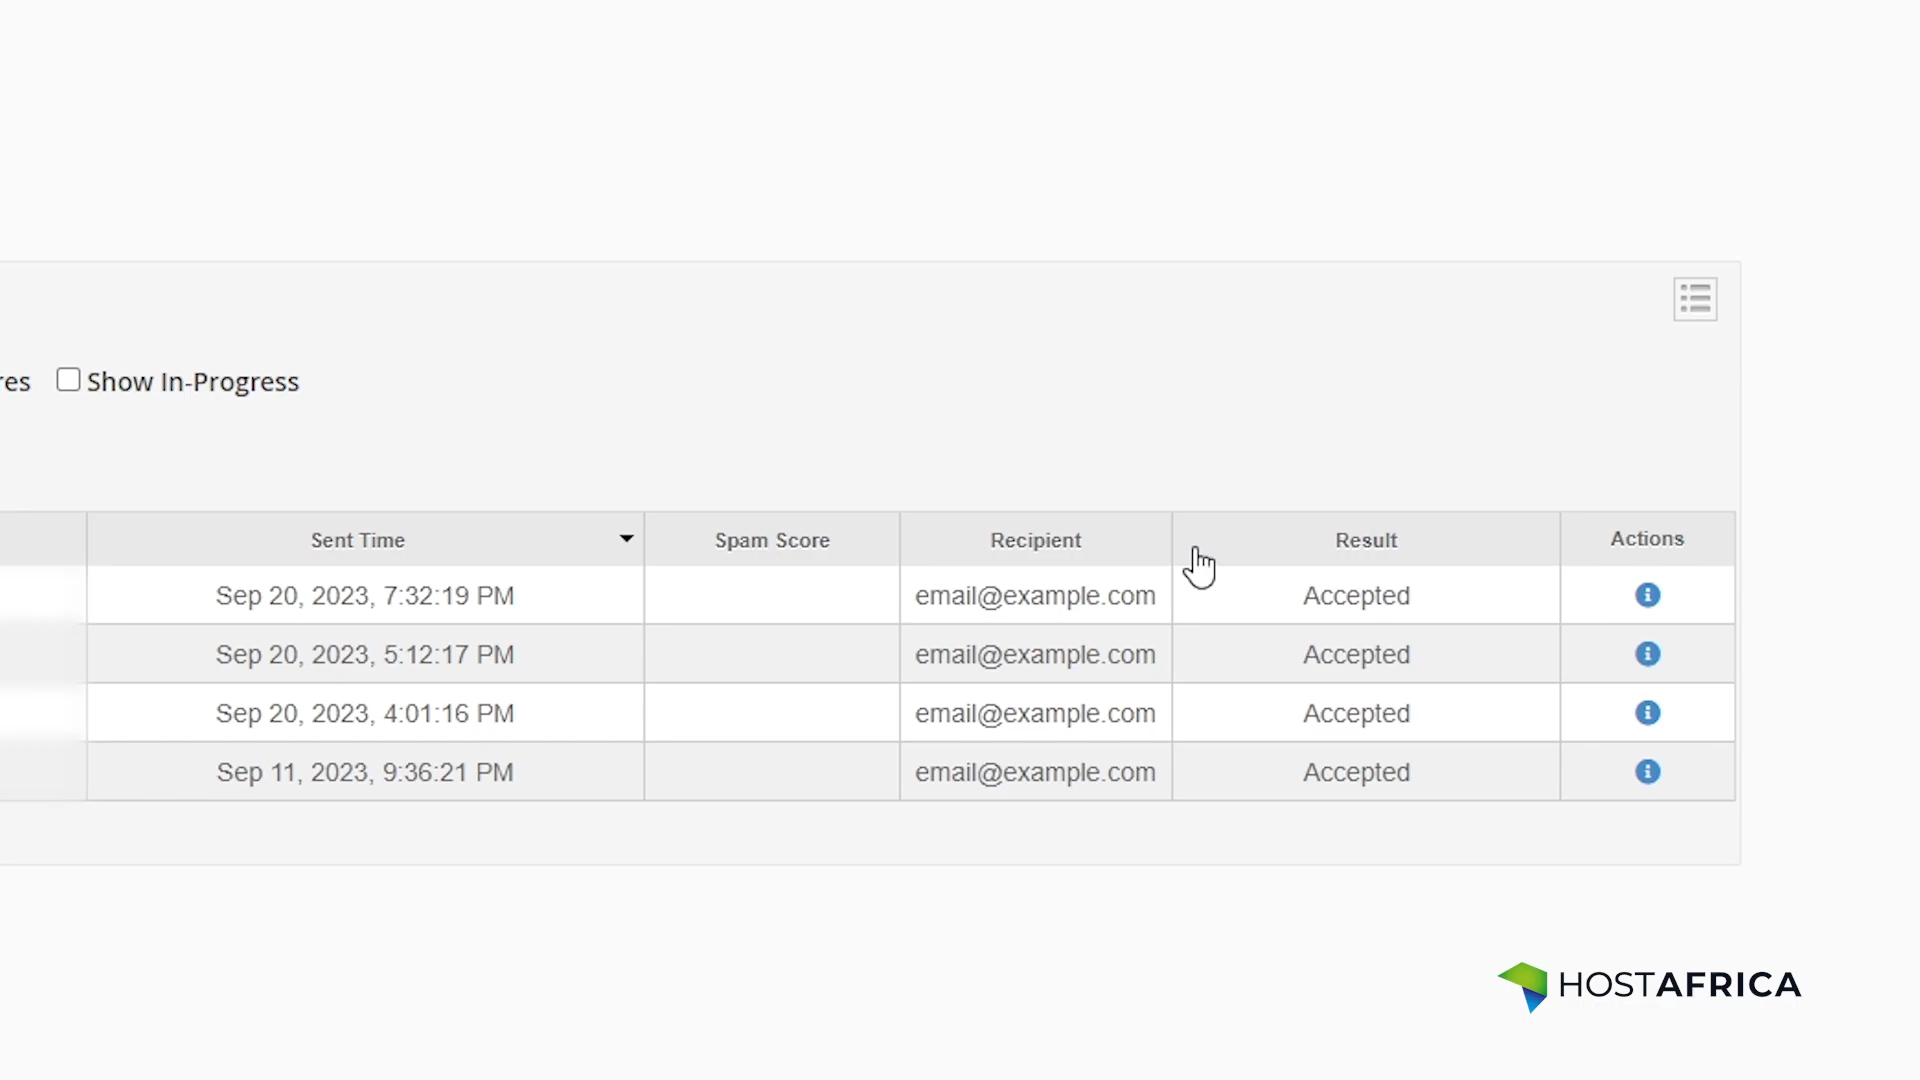 res Show In-Progress
Sent Time Spam Score Recipient Result Actions
Sep 20, 2023, 7:32:19 PM email@example.com Accepted
Sep 20, 2023, 5:12:17 PM email@example.com Accepted
Sep 20, 2023, 4:01:16 PM email@example.com Accepted
Sep 11, 2023, 9:36:21 PM email@example.com Accepted
HOSTAFRICA